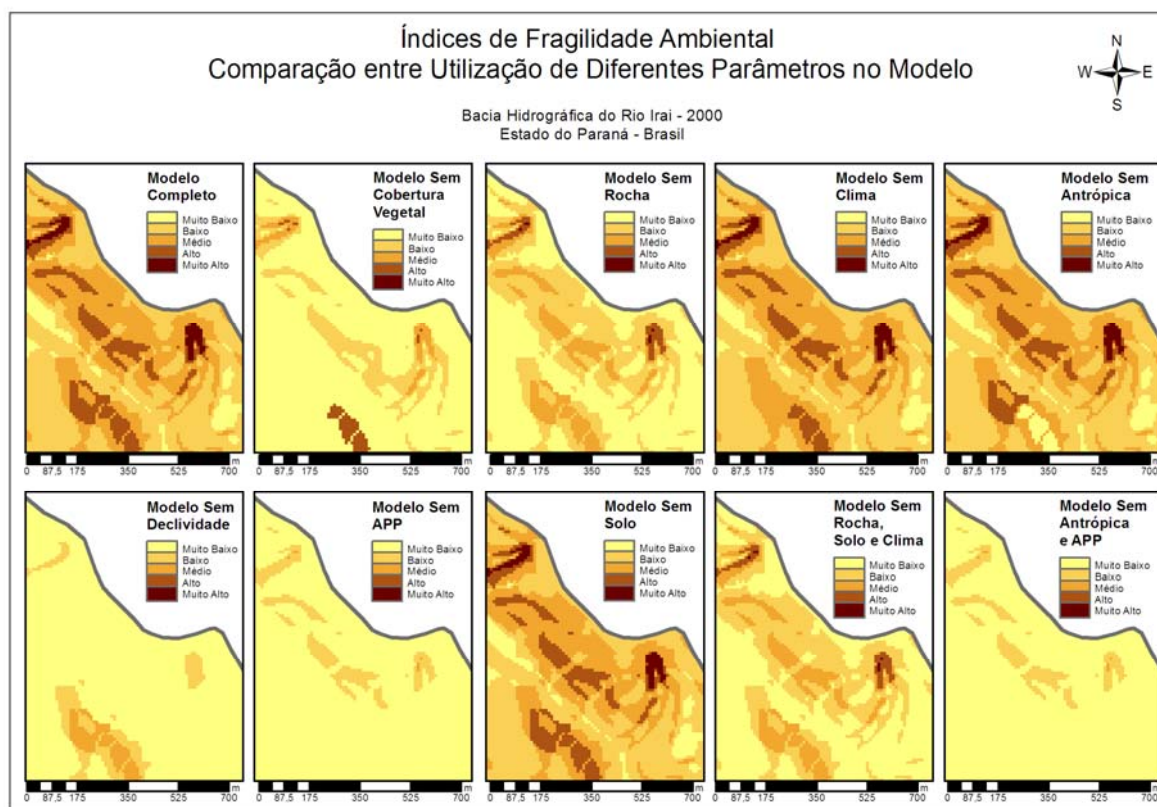 Índices de Fragilidade Ambiental
Comparação entre Utilização de Diferentes Parâmetros no Modelo
N
W E
S
Bacia Hidrográfica do Rio Irai - 2000
Estado do Paraná - Brasil
Modelo
Completo
Muito Baixo
Baixo
Médio
Alto
Muito Alto
0 87,5 175 350 525 700 m
Modelo Sem
Cobertura
Vegetal
Muito Baixo
Baixo
Médio
Alto
Muito Alto
0 87,5 175 350 525 700 m
Modelo Sem
Rocha
Muito Baixo
Baixo
Médio
Alto
Muito Alto
0 87,5 175 350 525 700 m
Modelo Sem
Clima
Muito Baixo
Baixo
Médio
Alto
Muito Alto
0 87,5 175 350 525 700 m
Modelo Sem
Antrópica
Muito Baixo
Baixo
Médio
Alto
Muito Alto
0 87,5 175 350 525 700 m
Modelo Sem
Declividade
Muito Baixo
Baixo
Médio
Alto
Muito Alto
0 87,5 175 350 525 700 m
Modelo Sem
APP
Muito Baixo
Baixo
Médio
Alto
Muito Alto
0 87,5 175 350 525 700 m
Modelo Sem
Solo
Muito Baixo
Baixo
Médio
Alto
Muito Alto
0 87,5 175 350 525 700 m
Modelo Sem
Rocha,
Solo e Clima
Muito Baixo
Baixo
Médio
Alto
Muito Alto
0 87,5 175 350 525 700 m
Modelo Sem
Antrópica
e APP
Muito Baixo
Baixo
Médio
Alto
Muito Alto
0 87,5 175 350 525 700 m